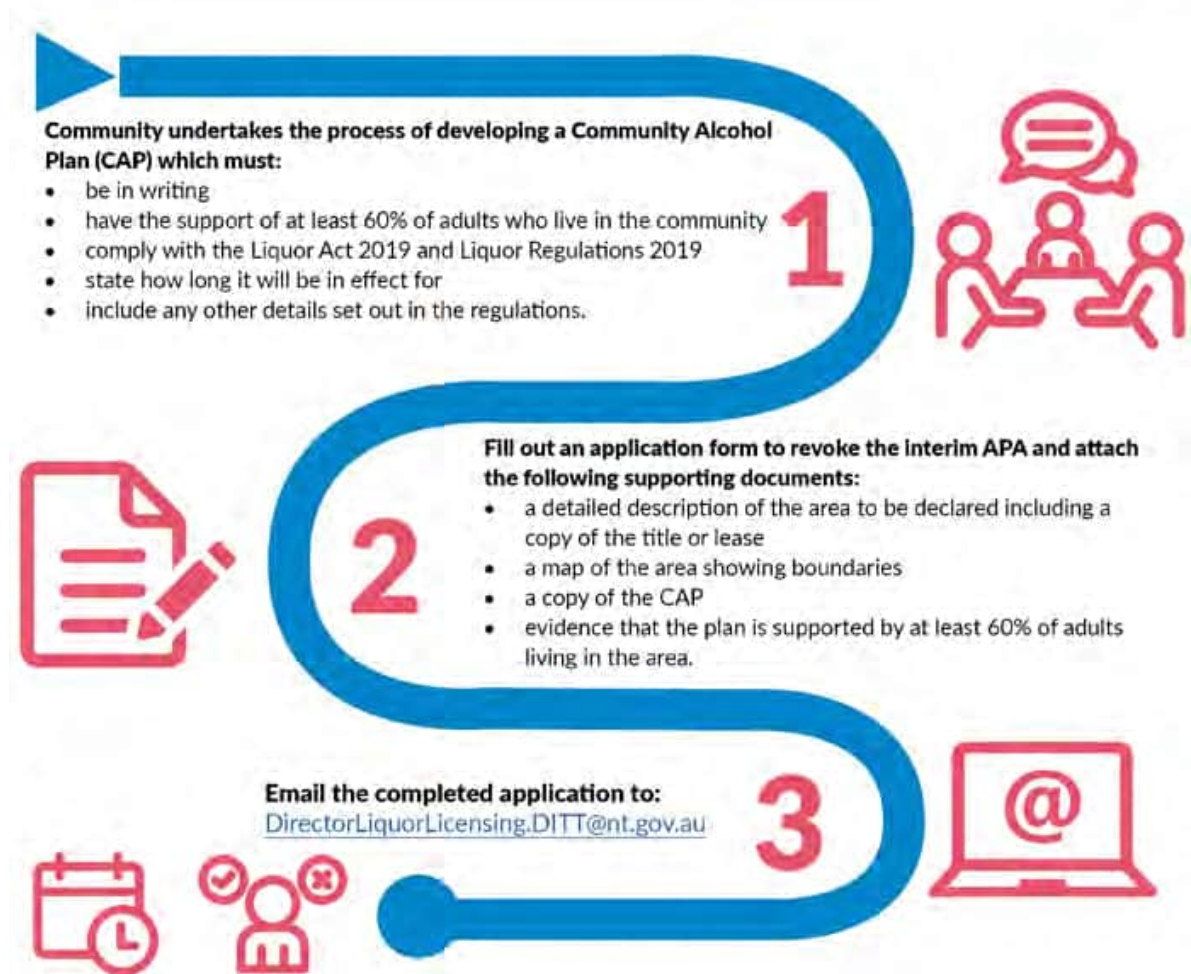 Community undertakes the process of developing a Community Alcohol
Plan (CAP) which must:
• be in writing
• have the support of at least 60% of adults who live in the community
• comply with the Liquor Act 2019 and Liquor Regulations 2019
• state how long it will be in effect for
• include any other details set out in the regulations.
1
Fill out an application form to revoke the interim APA and attach
the following supporting documents:
• a detailed description of the area to be declared including a
copy of the title or lease
• a map of the area showing boundaries
• a copy of the CAP
• evidence that the plan is supported by at least 60% of adults
living in the area.
2
Email the completed application to:
DirectorLiquorLicensing.DITT@nt.gov.au
3
@